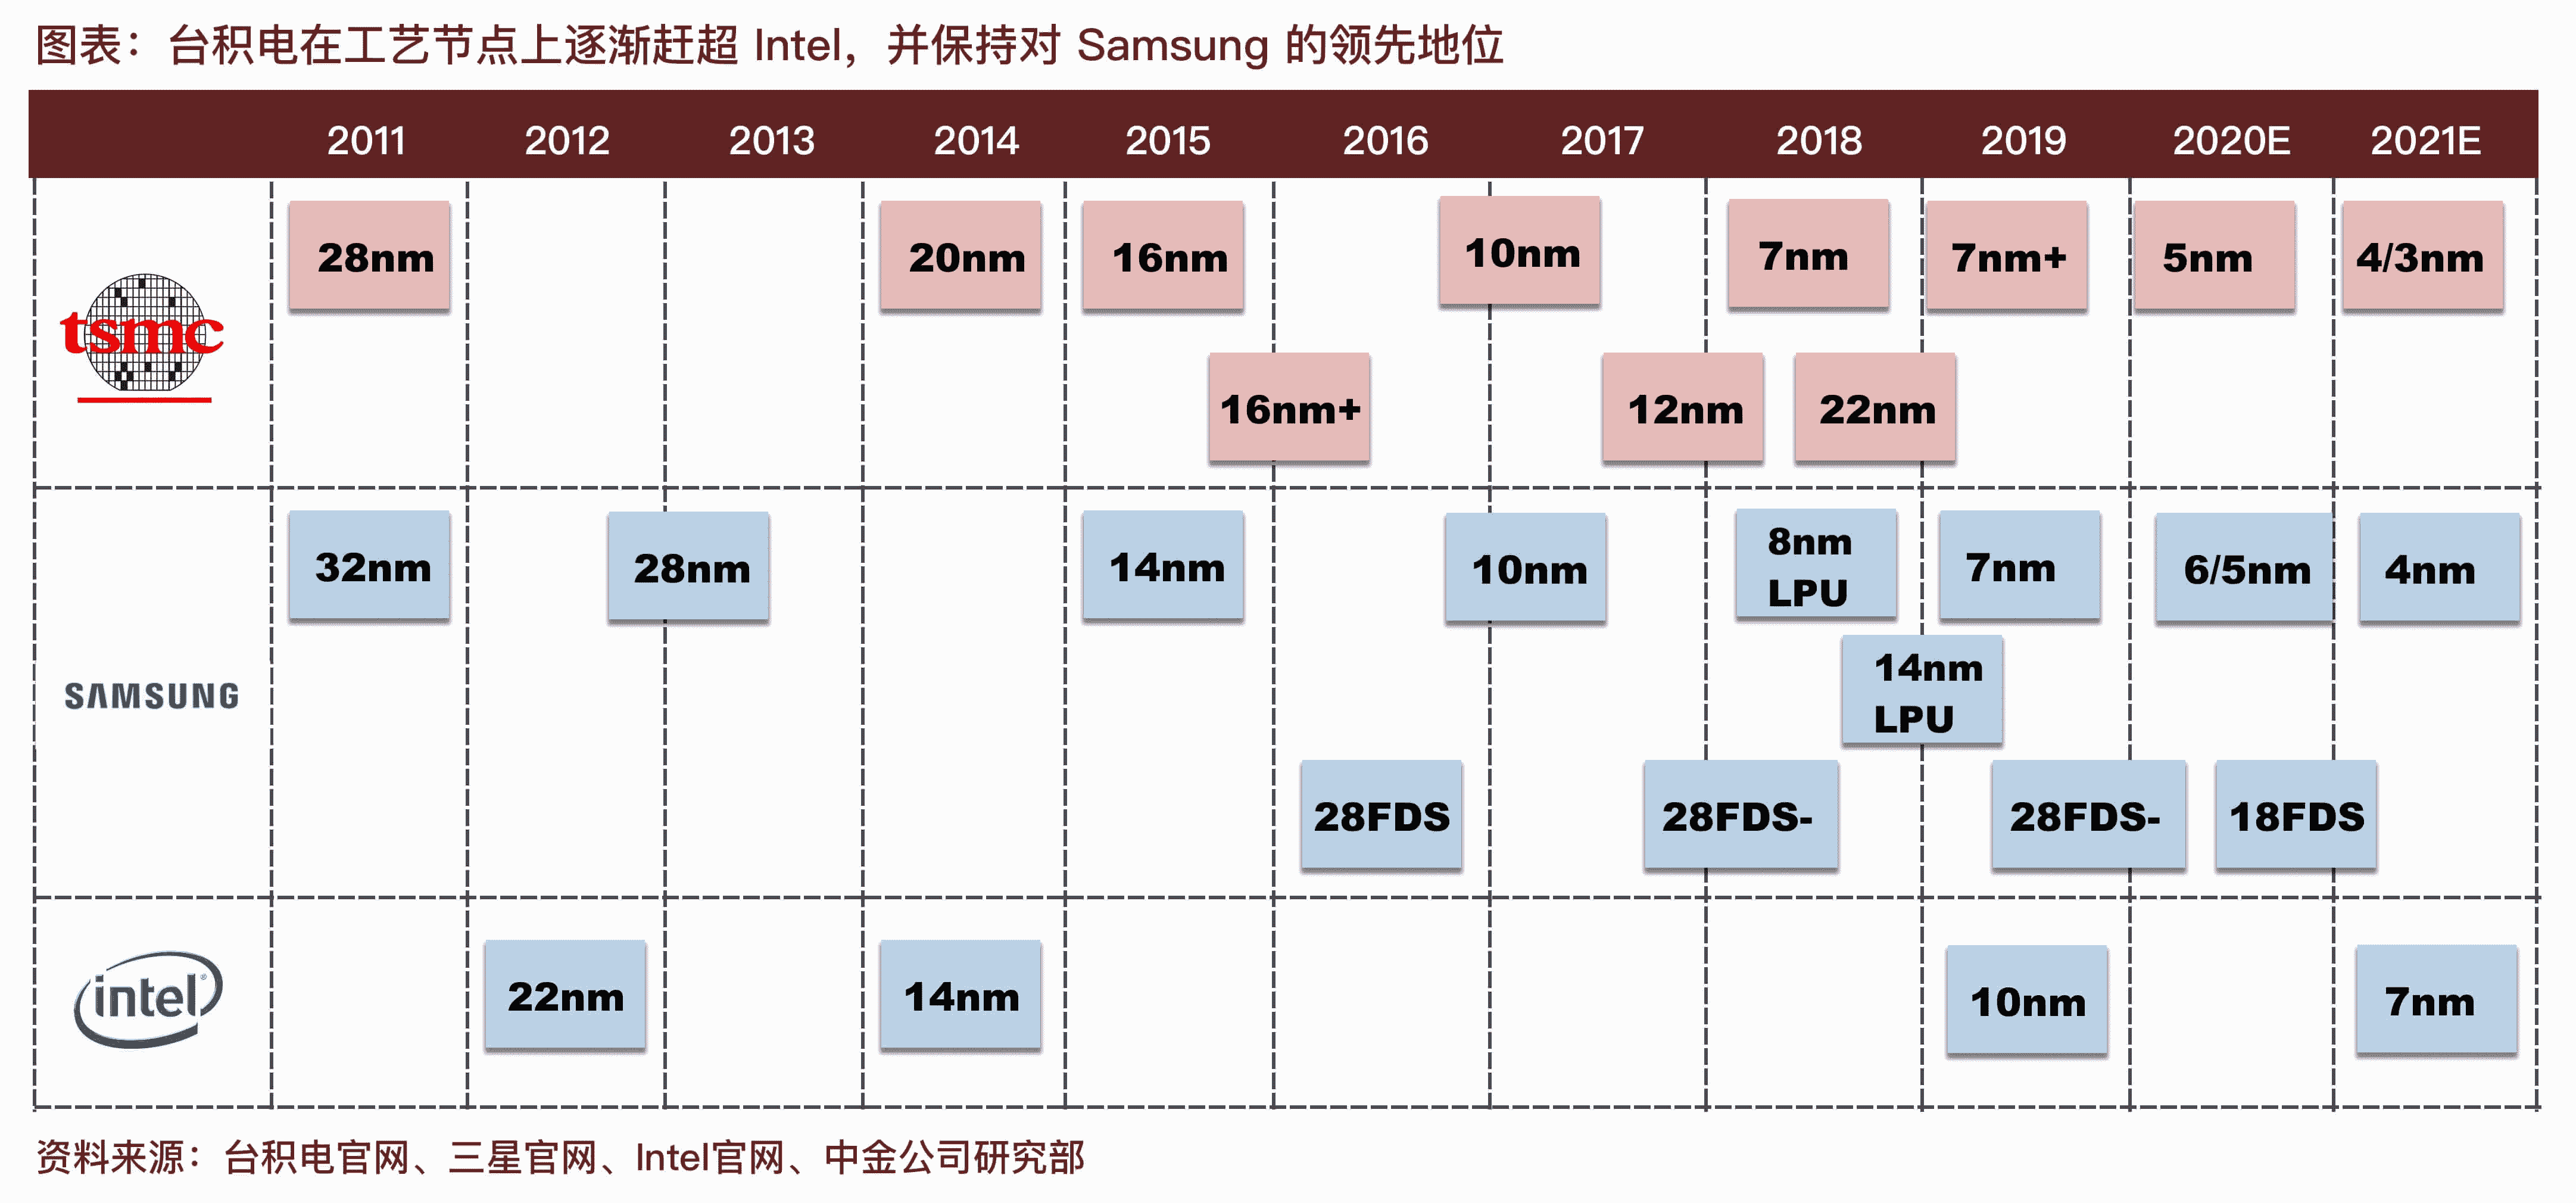 图表：台积电在工艺节点上逐渐赶超 Intel，并保持对 Samsung 的领先地位
2011 2012 2013 2014 2015 2016 2017 2018 2019 2020E 2021E
28nm 20nm 16nm 10nm 7nm 7nm+ 5nm 4/3nm
tsmc
16nm+ 12nm 22nm
32nm 28nm 14nm 10nm 8nm LPU 7nm 6/5nm 4nm
14nm LPU
SAMSUNG
28FDS 28FDS- 28FDS- 18FDS
intel® 22nm 14nm 10nm 7nm
资料来源：台积电官网、三星官网、Intel官网、中金公司研究部